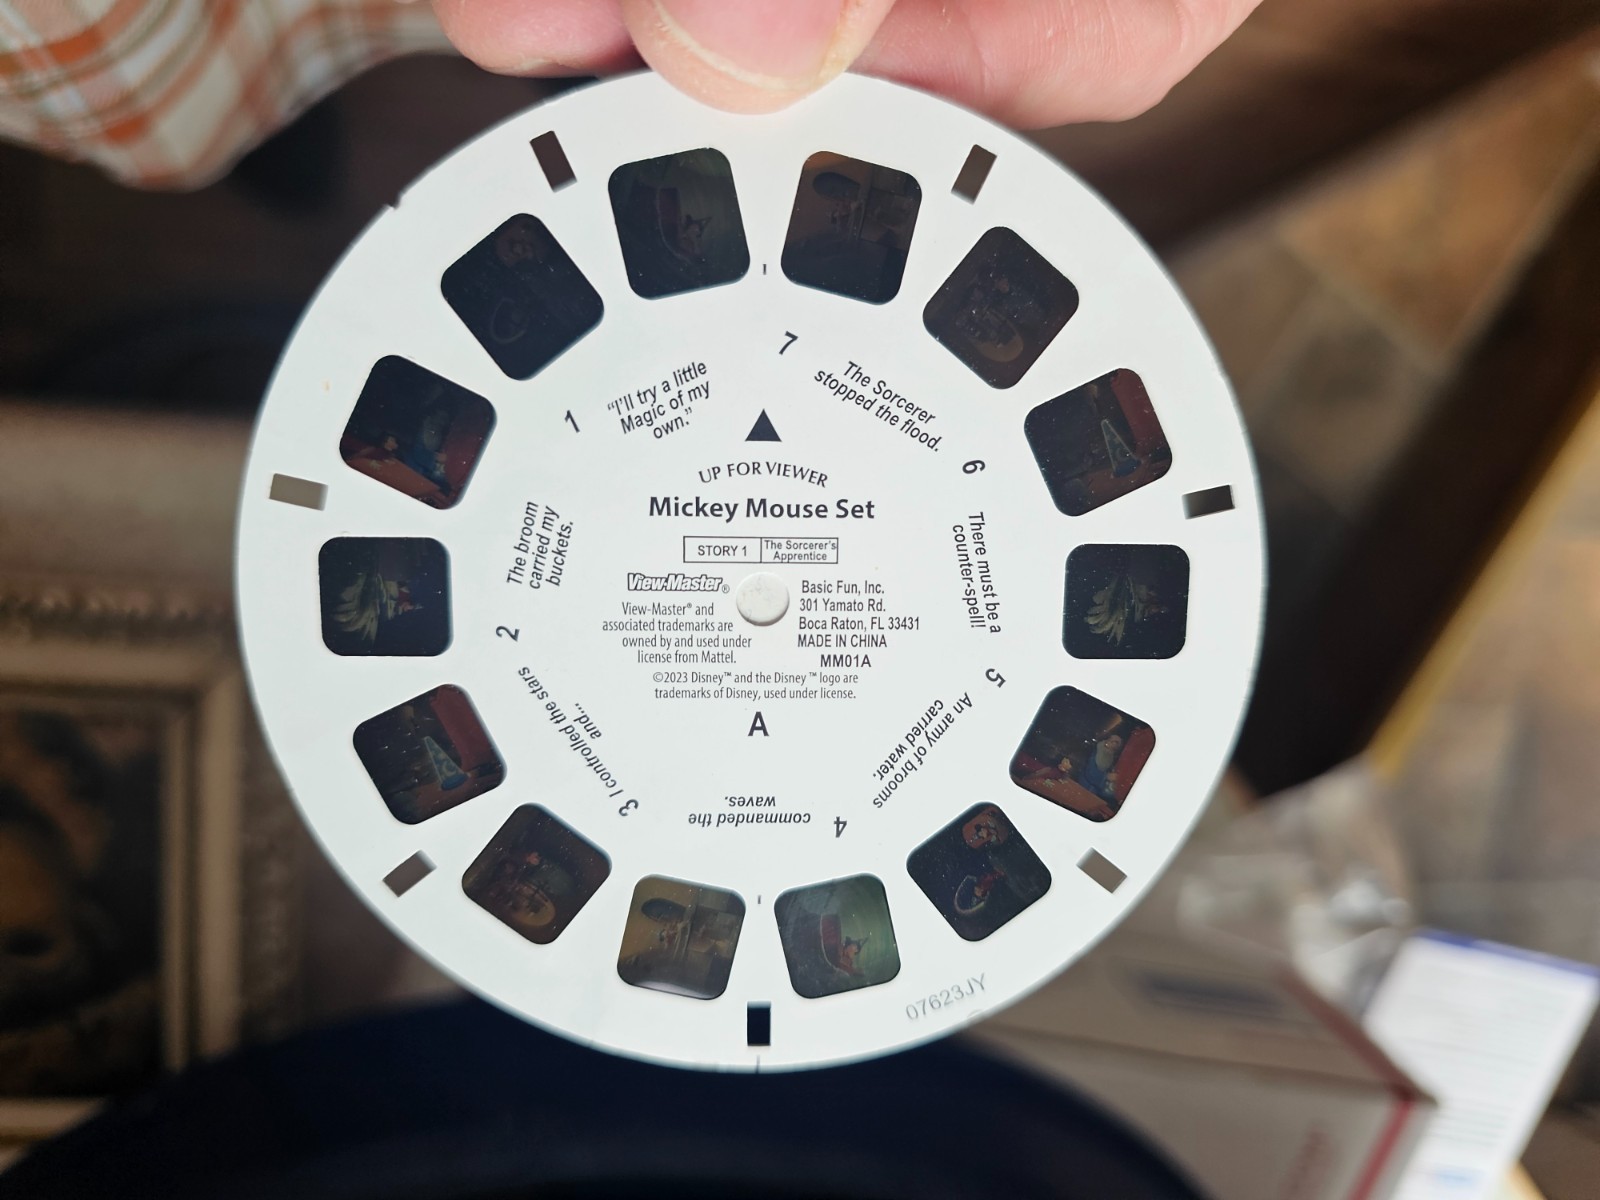 7
The Sorcerer
stopped the flood.
6
There must be a
counter-spell!
5
An army of brooms
carried water.
4
commanded the
waves.
3
I controlled the stars
and...
2
The broom
carried my
buckets.
1
“I’ll try a little
Magic of my
own.”
UP FOR VIEWER
Mickey Mouse Set
STORY 1
The Sorcerer's
Apprentice
View-Master®
View-Master® and
associated trademarks are
owned by and used under
license from Mattel.
Basic Fun, Inc.
301 Yamato Rd.
Boca Raton, FL 33431
MADE IN CHINA
MM01A
©2023 Disney™ and the Disney ™ logo are
trademarks of Disney, used under license.
A
07623JY